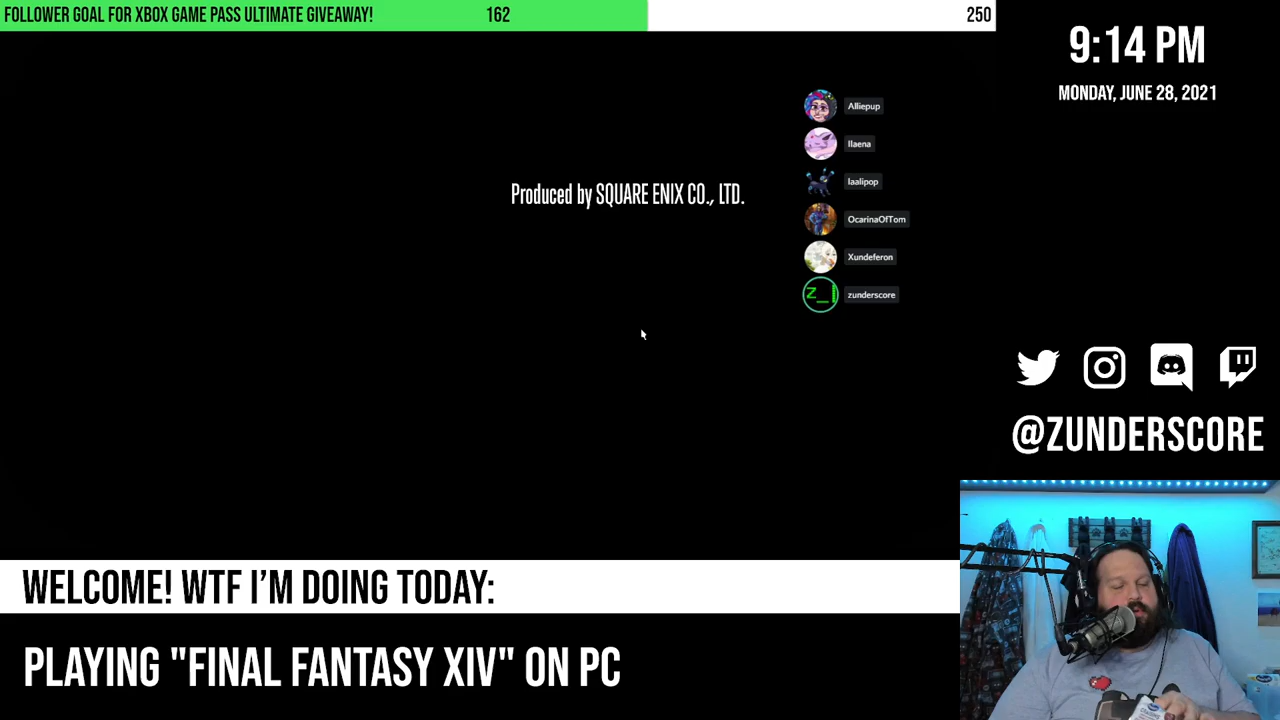 FOLLOWER GOAL FOR XBOX GAME PASS ULTIMATE GIVEAWAY! 162 250
9:14 PM
MONDAY, JUNE 28, 2021
Alliepup
Ilaena
laalipop
Produced by SQUARE ENIX CO., LTD.
OcarinaOfTom
Xundeferon
z_ zunderscore
@ZUNDERSCORE
WELCOME! WTF I'M DOING TODAY:
PLAYING "FINAL FANTASY XIV" ON PC